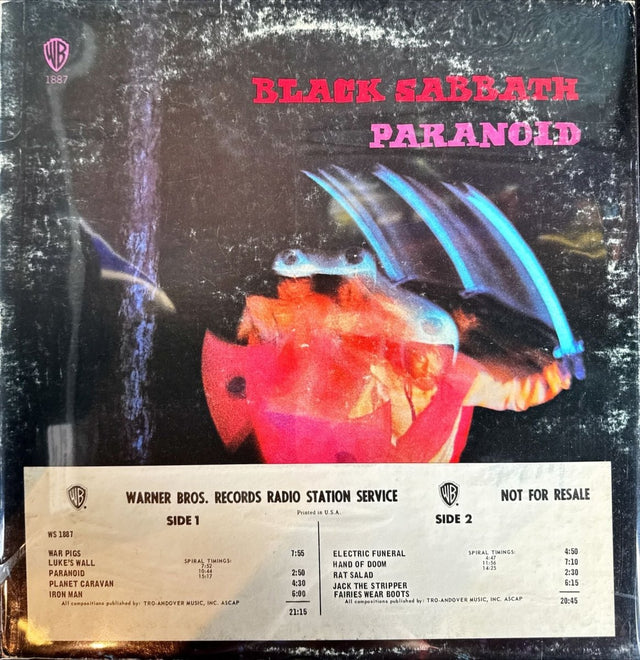 WB
1887
BLACK SABBATH
PARANOID
WB
WARNER BROS. RECORDS RADIO STATION SERVICE
WB
NOT FOR RESALE
Printed in U.S.A.
SIDE 1
SIDE 2
WS 1887
WAR PIGS 7:55
LUKE'S WALL
PARANOID 2:50
PLANET CARAVAN 4:30
IRON MAN 6:00
SPIRAL TIMINGS:
7:52
10:44
15:17
All compositions published by: TRO-ANDOVER MUSIC, INC. ASCAP
21:15
ELECTRIC FUNERAL 4:50
HAND OF DOOM 7:10
RAT SALAD 2:30
JACK THE STRIPPER 6:15
FAIRIES WEAR BOOTS
SPIRAL TIMINGS:
4:47
11:56
14:25
All compositions published by: TRO-ANDOVER MUSIC, INC. ASCAP
20:45